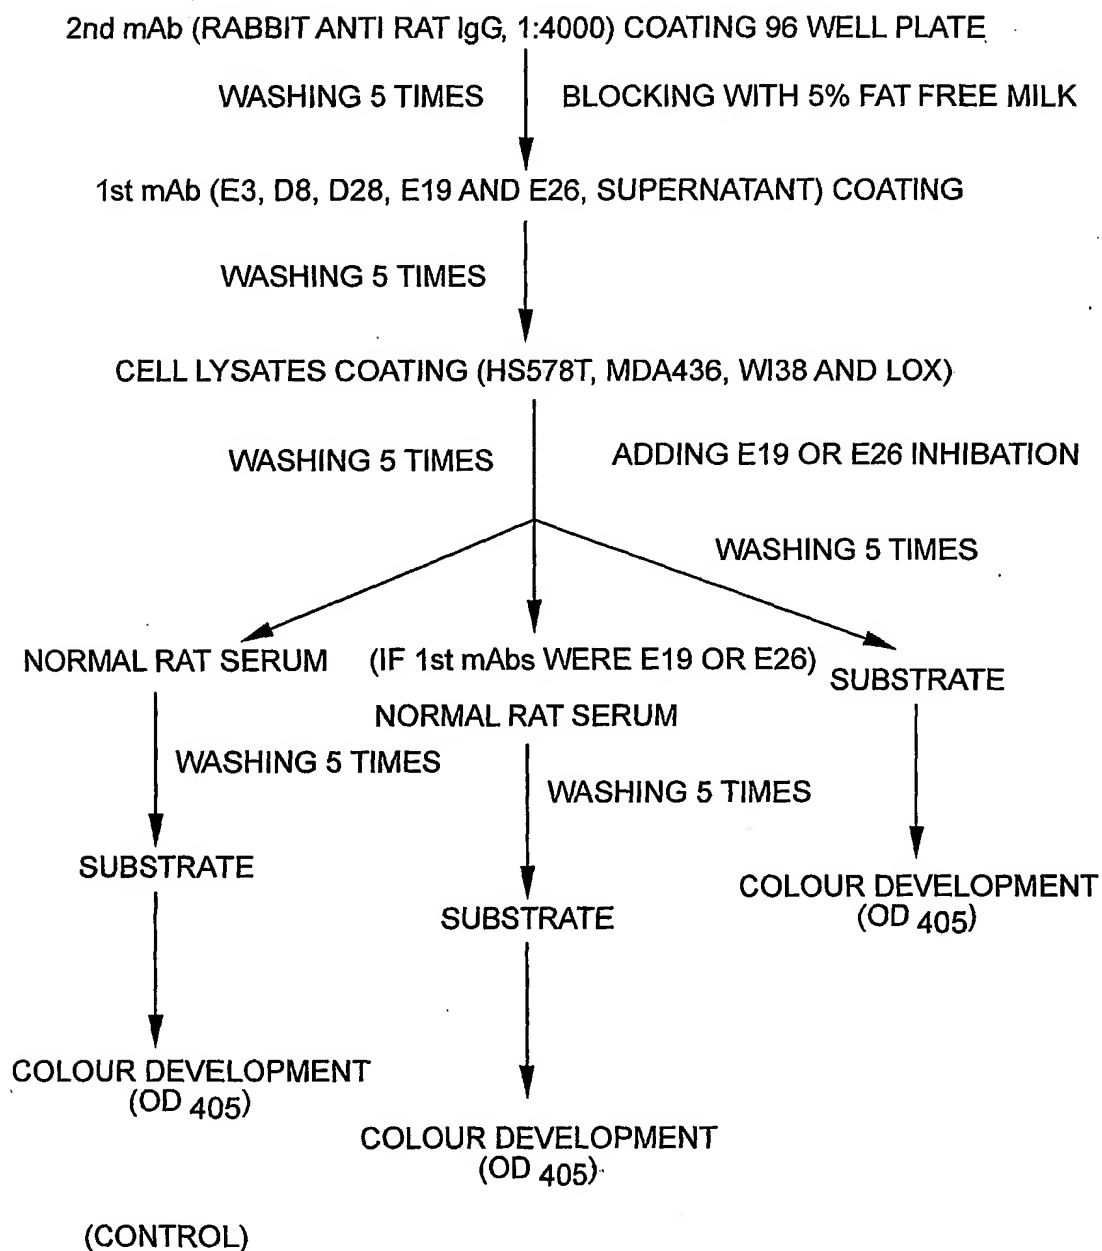 2nd mAb (RABBIT ANTI RAT IgG, 1:4000) COATING 96 WELL PLATE
WASHING 5 TIMES
BLOCKING WITH 5% FAT FREE MILK
1st mAb (E3, D8, D28, E19 AND E26, SUPERNATANT) COATING
WASHING 5 TIMES
CELL LYSATES COATING (HS578T, MDA436, WI38 AND LOX)
WASHING 5 TIMES
ADDING E19 OR E26 INHIBATION
WASHING 5 TIMES
NORMAL RAT SERUM
WASHING 5 TIMES
SUBSTRATE
COLOUR DEVELOPMENT
(OD 405)
(CONTROL)
(IF 1st mAbs WERE E19 OR E26)
NORMAL RAT SERUM
WASHING 5 TIMES
SUBSTRATE
COLOUR DEVELOPMENT
(OD 405)
SUBSTRATE
COLOUR DEVELOPMENT
(OD 405)